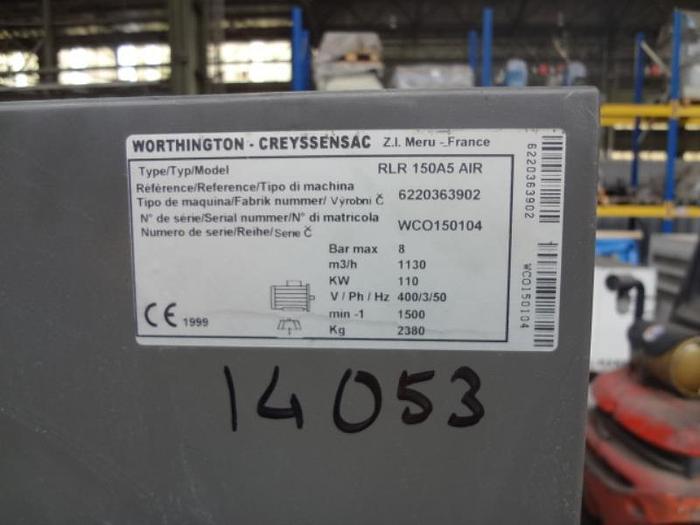 WORTHINGTON - CREYSSENSAC Z.I. Meru - France
Type/Typ/Model RLR 150A5 AIR
Référence/Reference/Tipo di machina
Tipo de maquina/Fabrik nummer/ Výrobni Č 6220363902
N° de série/Serial nummer/N° di matricola
Numero de serie/Reihe/Serie Č WCO150104
Bar max 8
m3/h 1130
KW 110
V / Ph / Hz 400/3/50
min -1 1500
Kg 2380
CE 1999
6220363902
WCO150104
14053